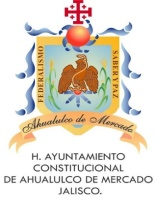 FEDERALISMO
SABER Y PAZ
Ahualulco de Mercado
H. AYUNTAMIENTO
CONSTITUCIONAL
DE AHUALULCO DE MERCADO
JALISCO.